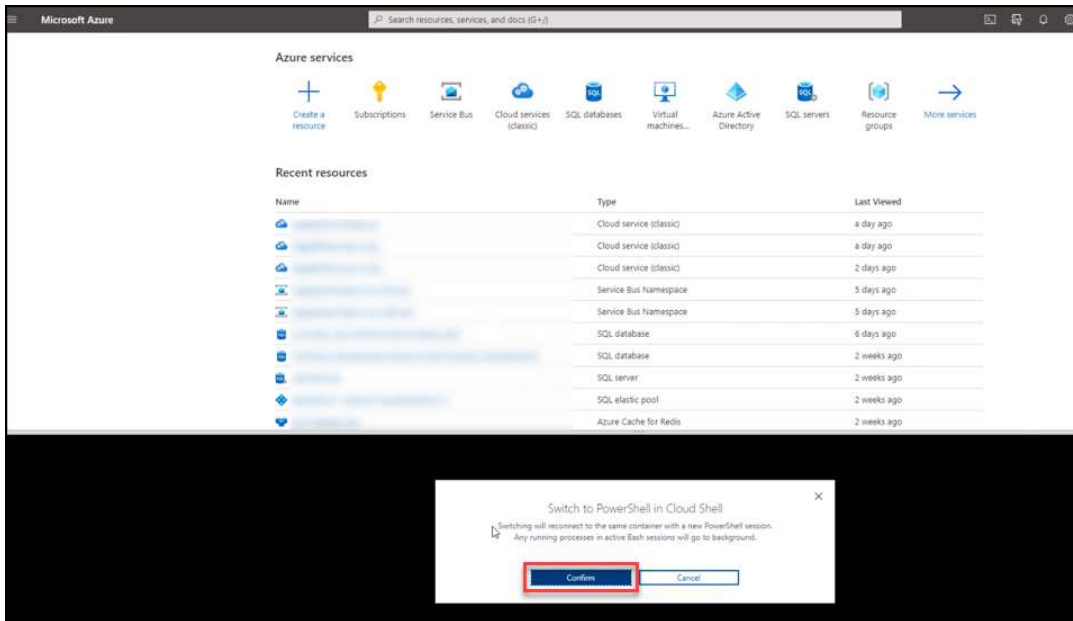 Microsoft Azure
Search resources, services, and docs (G+/)
Azure services
Create a resource
Subscriptions
Service Bus
Cloud services (classic)
SQL databases
Virtual machines...
Azure Active Directory
SQL servers
Resource groups
More services
Recent resources
Name Type Last Viewed
Cloud service (classic) a day ago
Cloud service (classic) a day ago
Cloud service (classic) 2 days ago
Service Bus Namespace 5 days ago
Service Bus Namespace 5 days ago
SQL database 6 days ago
SQL database 2 weeks ago
SQL server 2 weeks ago
SQL elastic pool 2 weeks ago
Azure Cache for Redis 2 weeks ago
Switch to PowerShell in Cloud Shell
Switching will reconnect to the same container with a new PowerShell session.
Any running processes in active Bash sessions will go to background.
Confirm Cancel